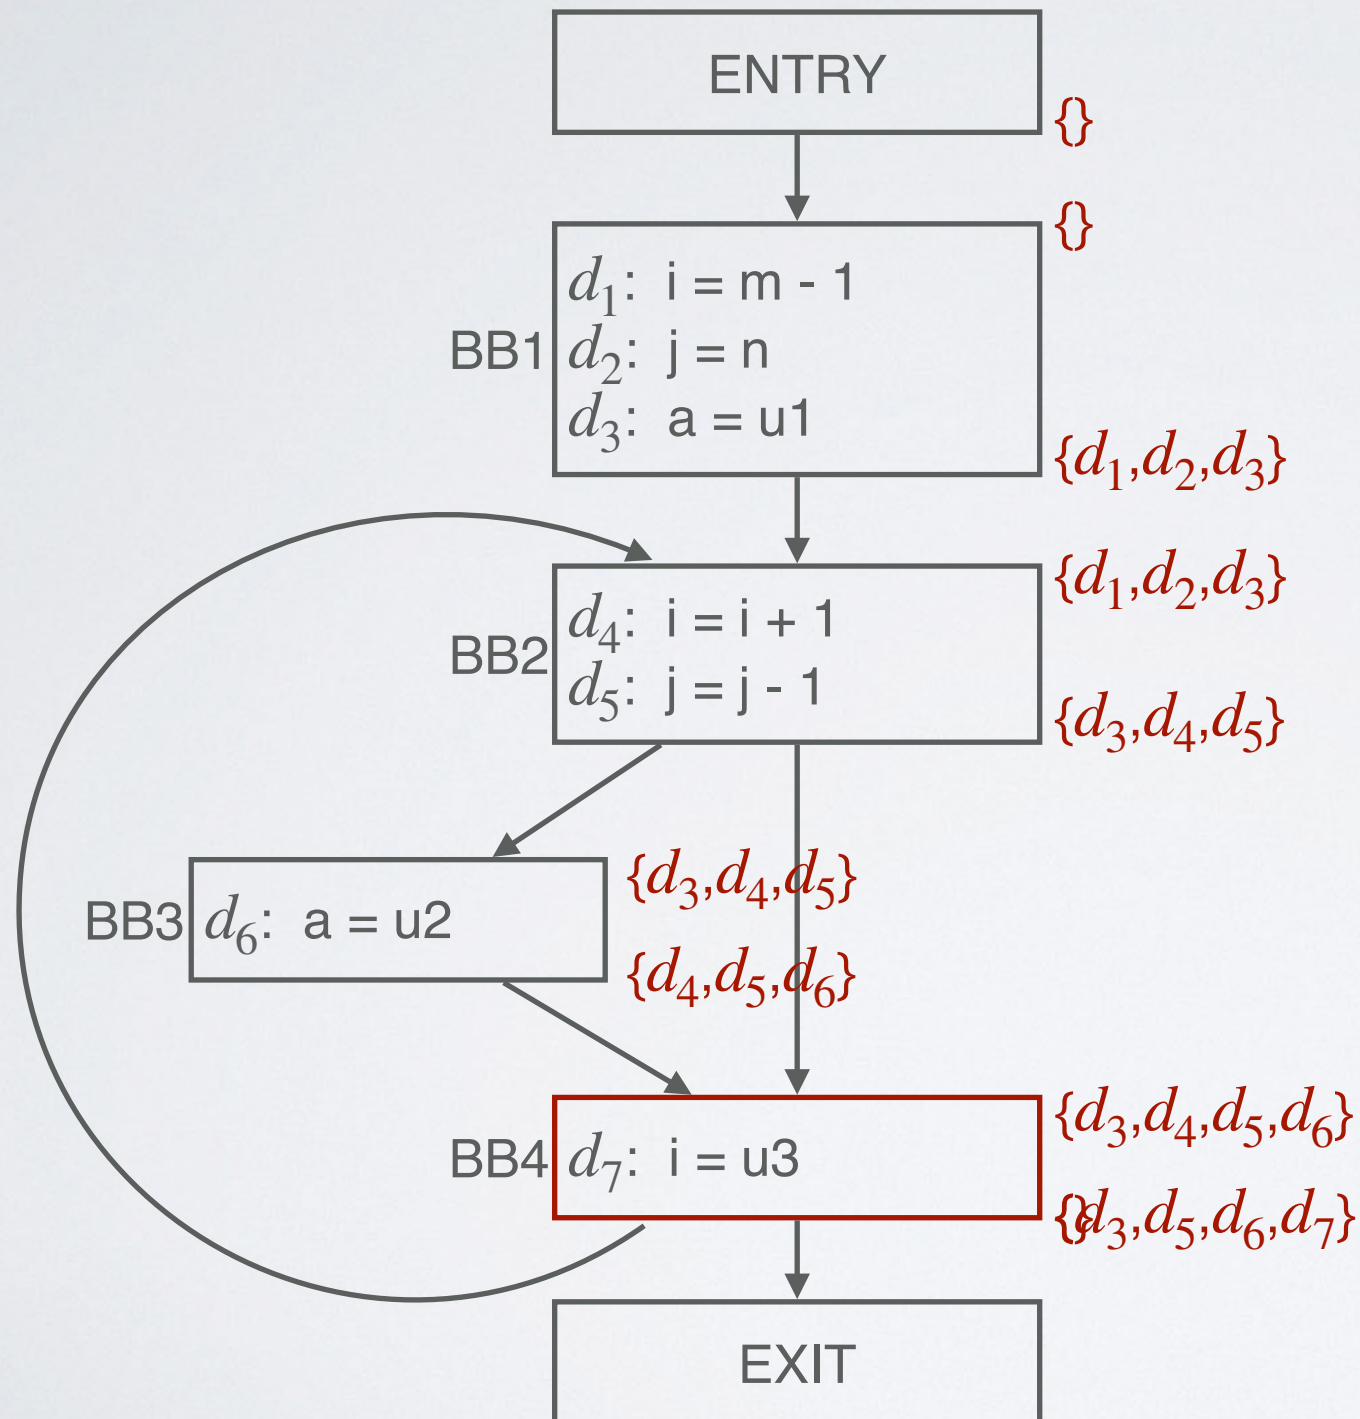 ENTRY
{}
{}
d₁: i = m - 1
BB1 d₂: j = n
d₃: a = u1
{d₁,d₂,d₃}
{d₁,d₂,d₃}
d₄: i = i + 1
BB2
d₅: j = j - 1
{d₃,d₄,d₅}
{d₃,d₄,d₅}
BB3 d₆: a = u2
{d₄,d₅,d₆}
{d₃,d₄,d₅,d₆}
BB4 d₇: i = u3
{}
{d₃,d₅,d₆,d₇}
EXIT